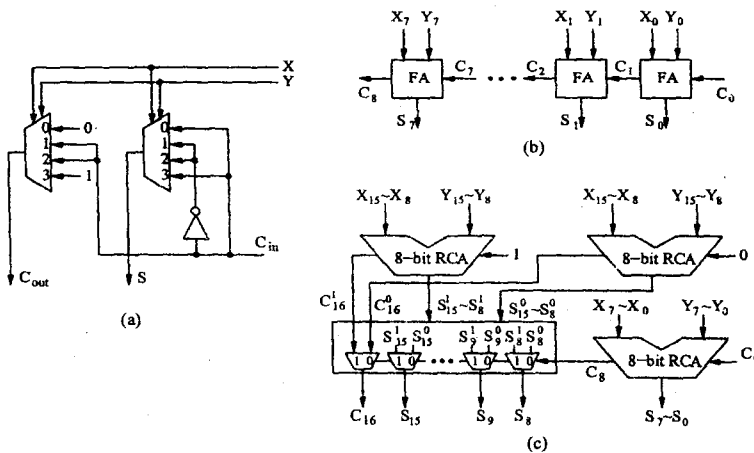 X
Y
0 0
1
2
3 1
0
1
2
3
C_in
C_out S
(a)
X_7 Y_7 X_1 Y_1 X_0 Y_0
FA FA FA
C_8 C_7 • • • C_2 C_1 C_0
S_7 S_1 S_0
(b)
X_15~X_8 Y_15~Y_8 X_15~X_8 Y_15~Y_8
8-bit RCA 1 8-bit RCA 0
C^1_16 C^0_16 S^1_15~S^1_8 S^0_15~S^0_8
X_7~X_0 Y_7~Y_0
S^1_15 S^0_15 S^1_9 S^0_9 S^1_8 S^0_8
1 0 1 0 • • • 1 0 1 0 C_8 8-bit RCA C
C_16 S_15 S_9 S_8 S_7~S_0
(c)